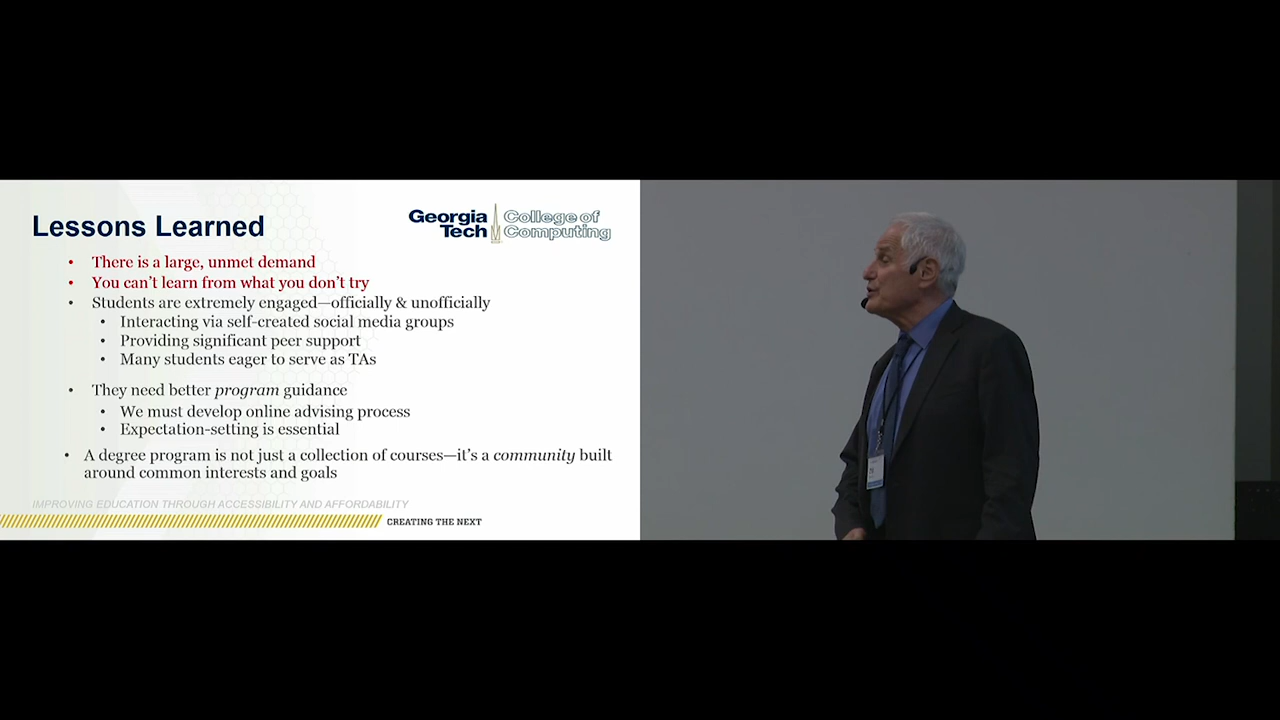 Lessons Learned
Georgia Tech
College of Computing
• There is a large, unmet demand
• You can't learn from what you don't try
• Students are extremely engaged—officially & unofficially
• Interacting via self-created social media groups
• Providing significant peer support
• Many students eager to serve as TAs
• They need better program guidance
• We must develop online advising process
• Expectation-setting is essential
• A degree program is not just a collection of courses—it's a community built
around common interests and goals
IMPROVING EDUCATION THROUGH ACCESSIBILITY AND AFFORDABILITY
CREATING THE NEXT